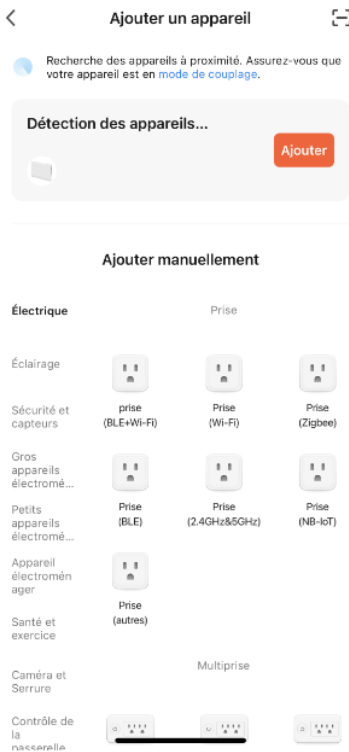 Ajouter un appareil
Recherche des appareils à proximité. Assurez-vous que
votre appareil est en mode de couplage.
Détection des appareils...
Ajouter
Ajouter manuellement
Électrique
Prise
Éclairage
Sécurité et
capteurs
Gros
appareils
électromé...
Petits
appareils
électromé...
Appareil
électromén
ager
Santé et
exercice
Caméra et
Serrure
Contrôle de
la
passerelle
prise
(BLE+Wi-Fi)
Prise
(Wi-Fi)
Prise
(Zigbee)
Prise
(BLE)
Prise
(2.4GHz&5GHz)
Prise
(NB-IoT)
Prise
(autres)
Multiprise